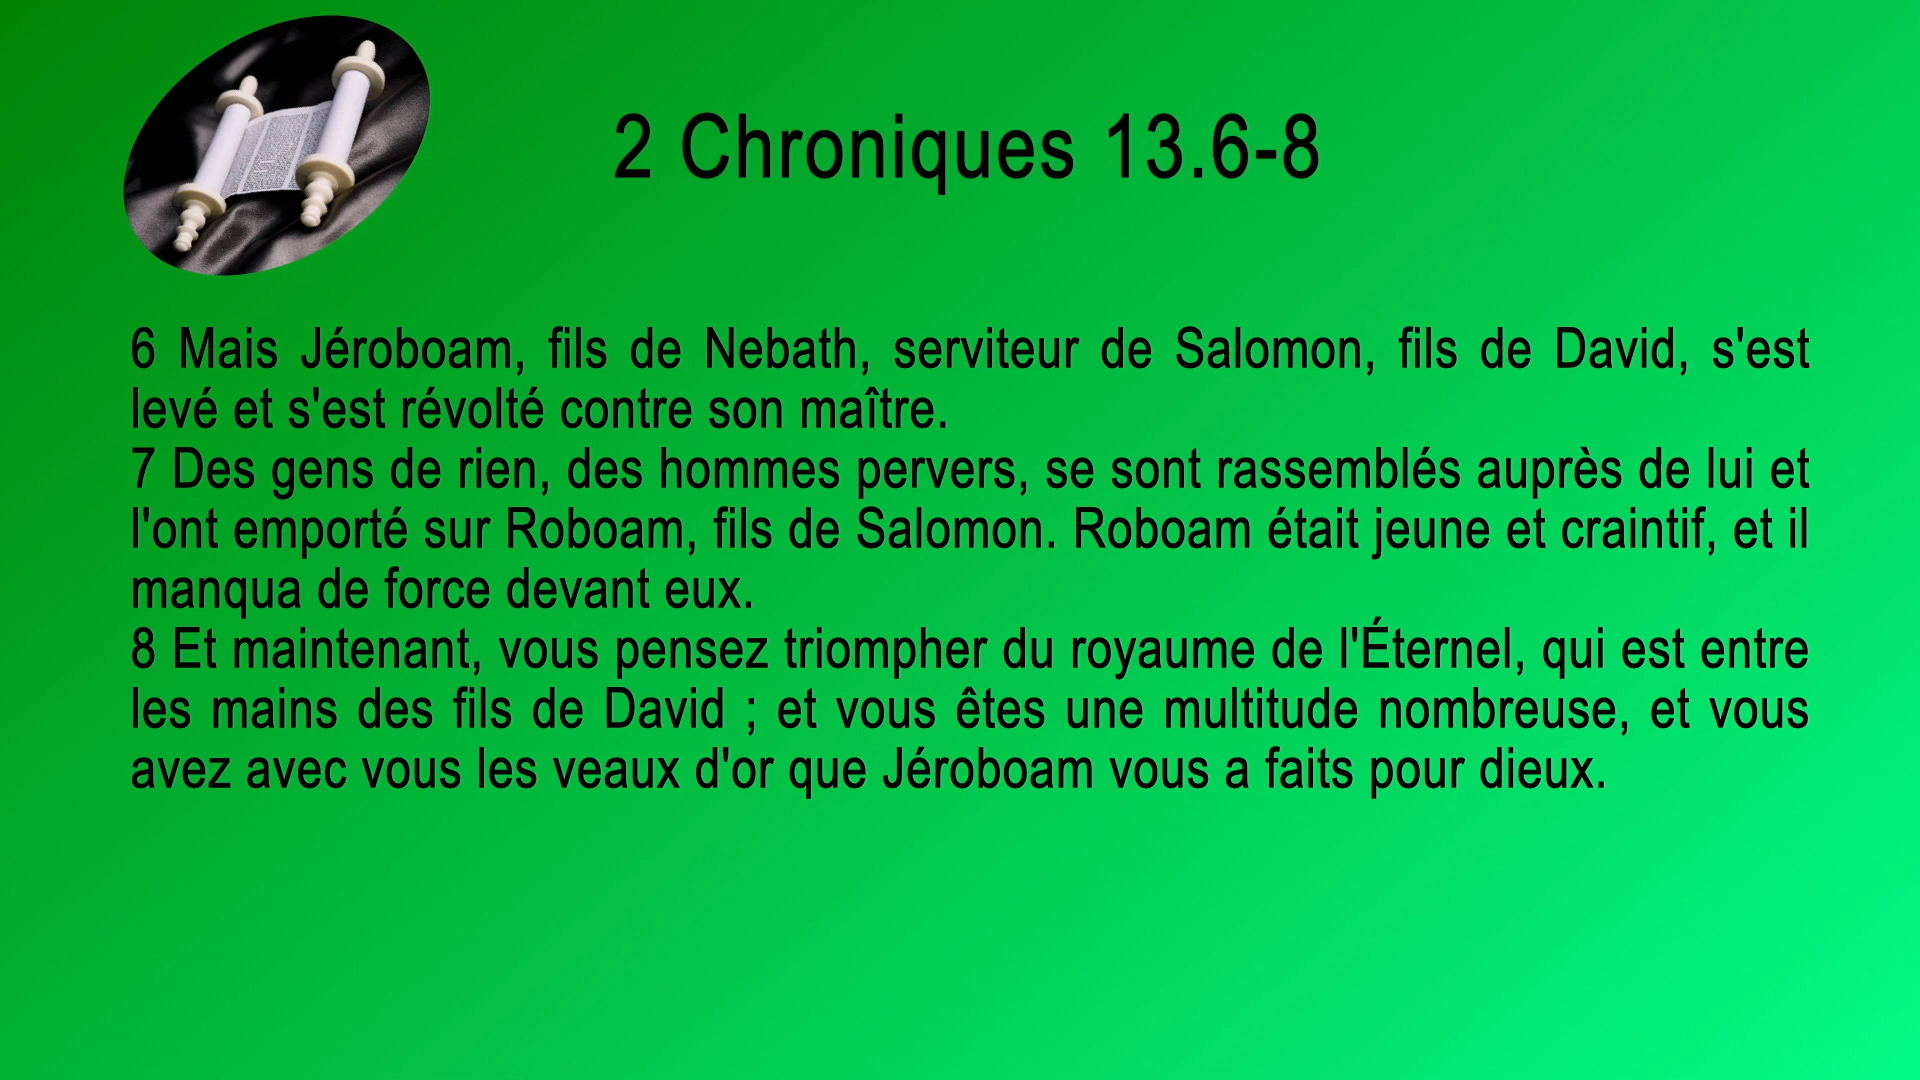 2 Chroniques 13.6-8
6 Mais Jéroboam, fils de Nebath, serviteur de Salomon, fils de David, s'est
levé et s'est révolté contre son maître.
7 Des gens de rien, des hommes pervers, se sont rassemblés auprès de lui et
l'ont emporté sur Roboam, fils de Salomon. Roboam était jeune et craintif, et il
manqua de force devant eux.
8 Et maintenant, vous pensez triompher du royaume de l'Éternel, qui est entre
les mains des fils de David ; et vous êtes une multitude nombreuse, et vous
avez avec vous les veaux d'or que Jéroboam vous a faits pour dieux.